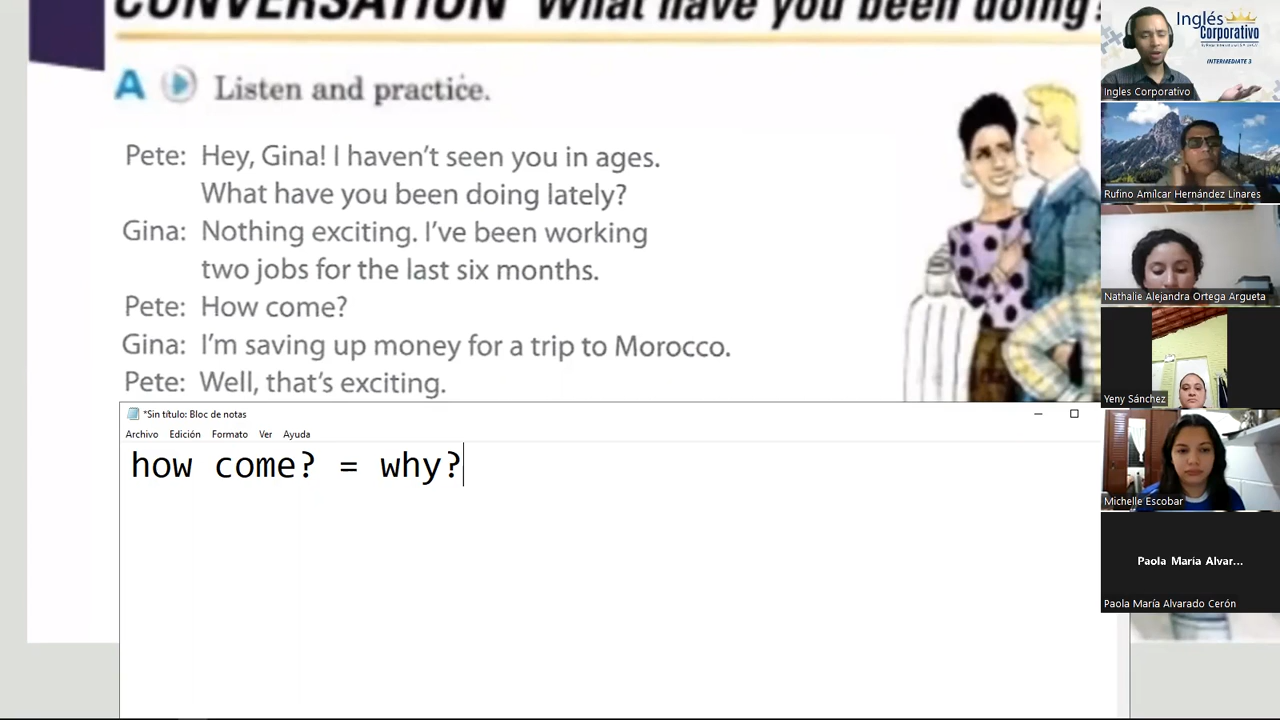 CONVERSATION What have you been doing?
A Listen and practice.
Pete: Hey, Gina! I haven't seen you in ages.
What have you been doing lately?
Gina: Nothing exciting. I've been working
two jobs for the last six months.
Pete: How come?
Gina: I'm saving up money for a trip to Morocco.
Pete: Well, that's exciting.
*Sin título: Bloc de notas
Archivo Edición Formato Ver Ayuda
how come? = why?
Inglés
Corporativo
INTERMEDIATE 3
Ingles Corporativo
Rufino Amílcar Hernández Linares
Nathalie Alejandra Ortega Argueta
Yeny Sánchez
Michelle Escobar
Paola María Alvar...
Paola María Alvarado Cerón